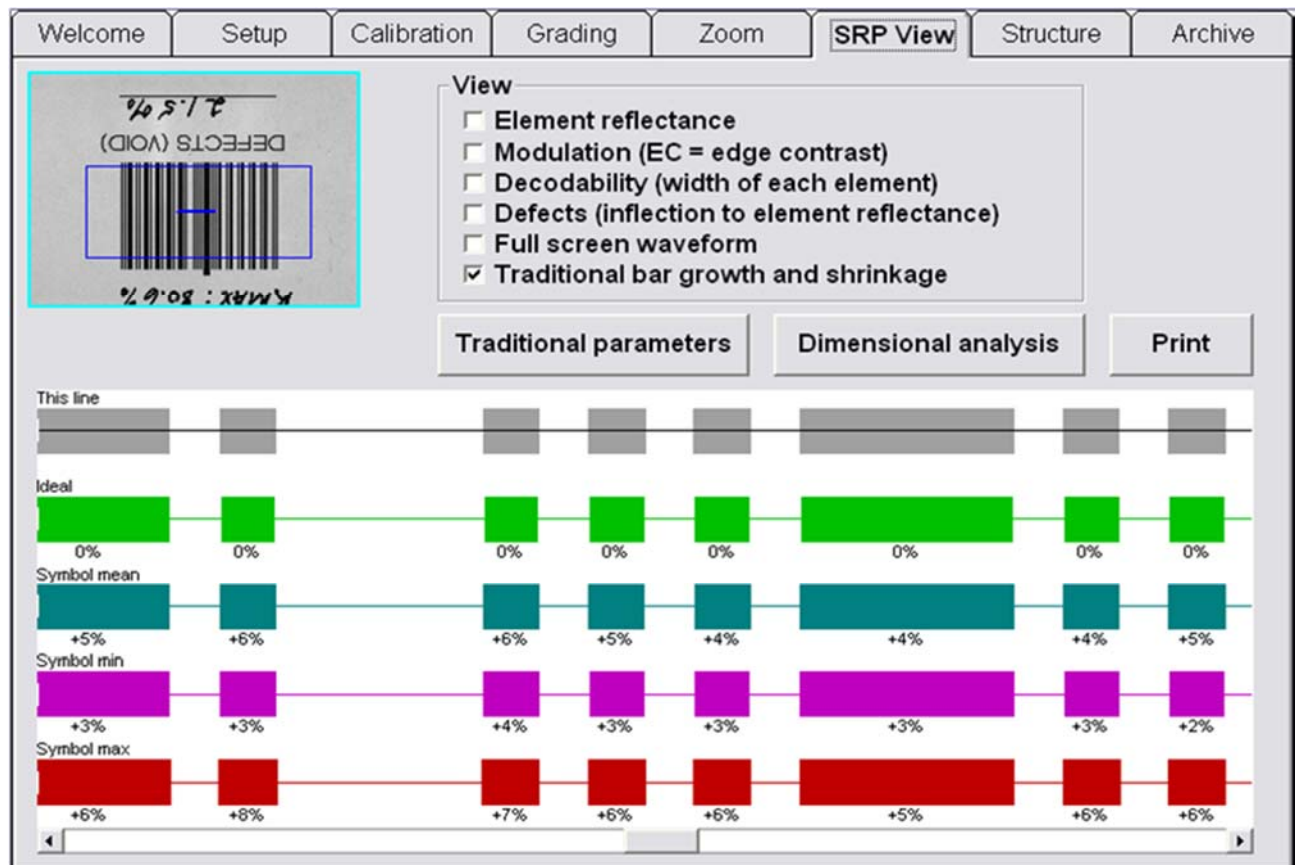 Welcome Setup Calibration Grading Zoom SRP View Structure Archive
21.5%
DEFECTS (VOID)
RMAX: 80.6%
View
Element reflectance
Modulation (EC = edge contrast)
Decodability (width of each element)
Defects (inflection to element reflectance)
Full screen waveform
Traditional bar growth and shrinkage
Traditional parameters Dimensional analysis Print
This line
Ideal
0% 0% 0% 0% 0% 0% 0% 0%
Symbol mean
+5% +6% +6% +5% +4% +4% +4% +5%
Symbol min
+3% +3% +4% +3% +3% +3% +3% +2%
Symbol max
+6% +8% +7% +6% +6% +5% +6% +6%